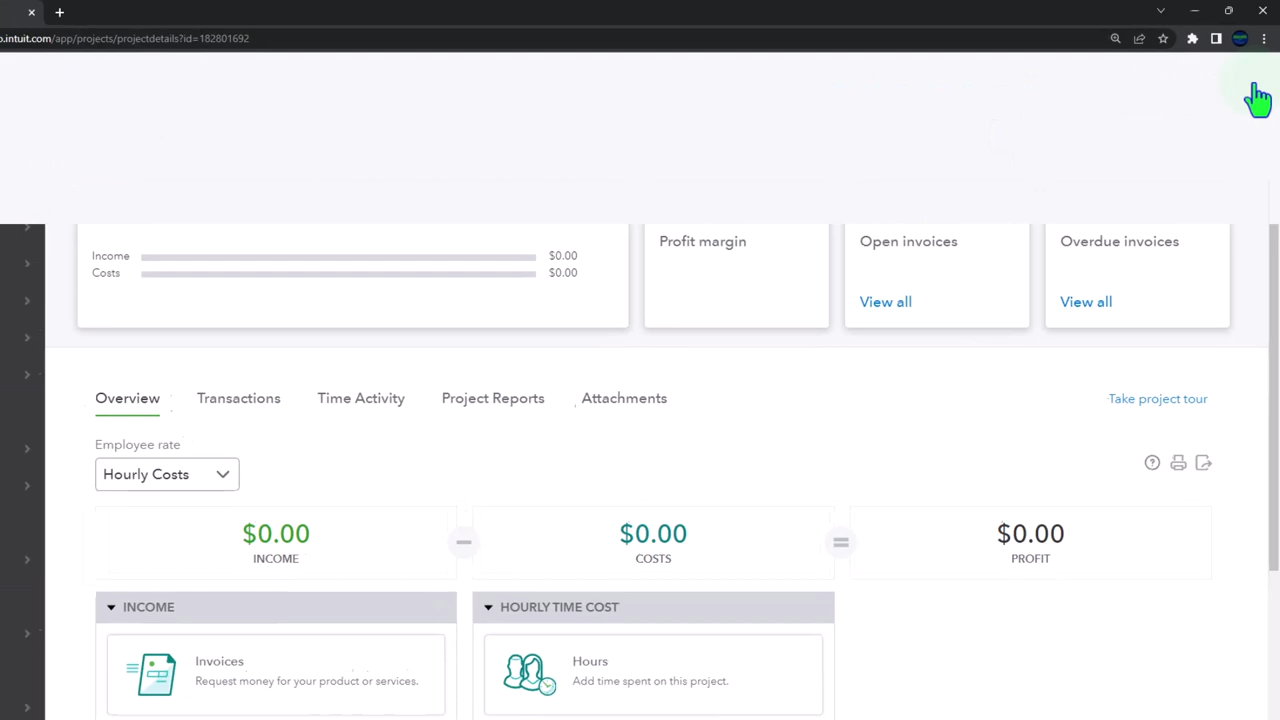 o.intuit.com/app/projects/projectdetails?id=182801692
Income $0.00
Costs $0.00
Profit margin
Open invoices
View all
Overdue invoices
View all
Overview Transactions Time Activity Project Reports Attachments Take project tour
Employee rate
Hourly Costs
$0.00
INCOME
$0.00
COSTS
$0.00
PROFIT
INCOME
Invoices
Request money for your product or services.
HOURLY TIME COST
Hours
Add time spent on this project.